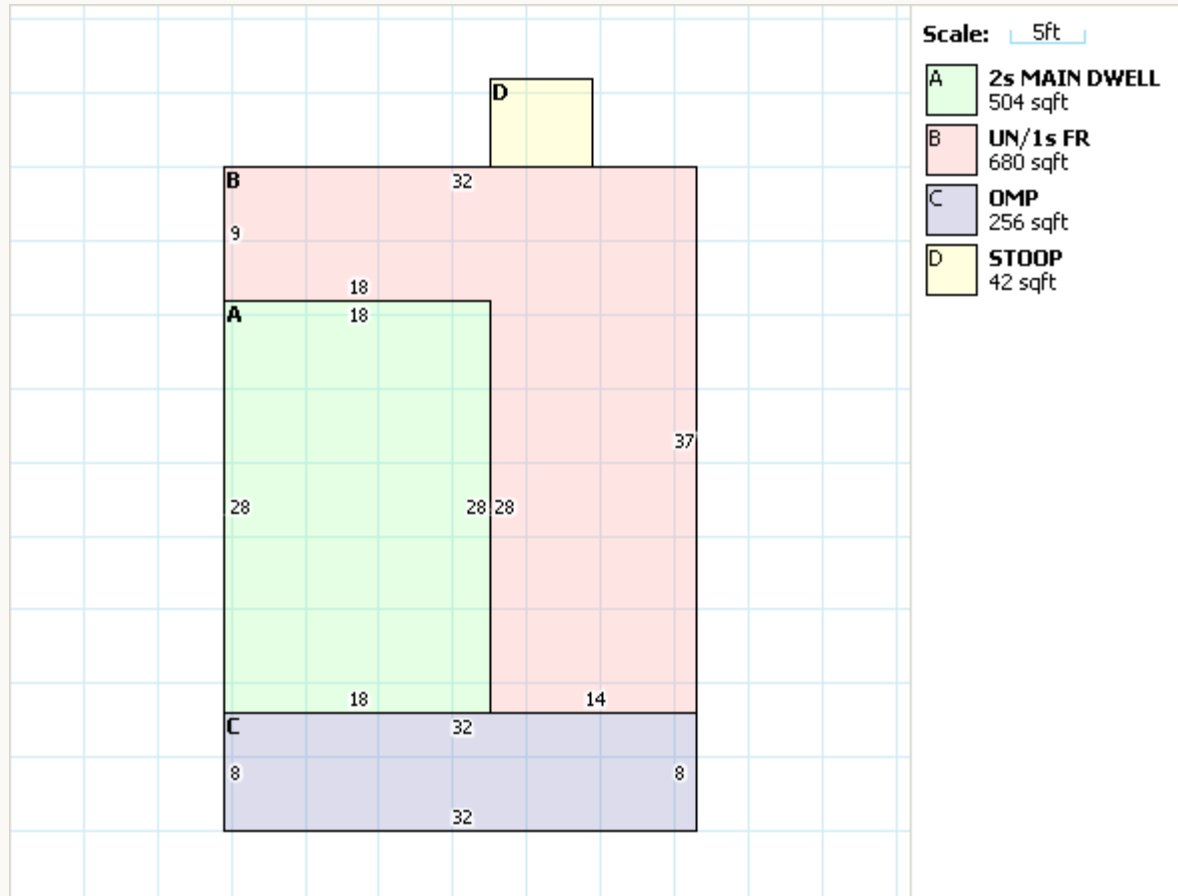 Scale: 5ft
A 2s MAIN DWELL
504 sqft
B UN/1s FR
680 sqft
C OMP
256 sqft
D STOOP
42 sqft
D
B 32
9
18
A 18
37
28 28 28
18 14
C 32
8 8
32